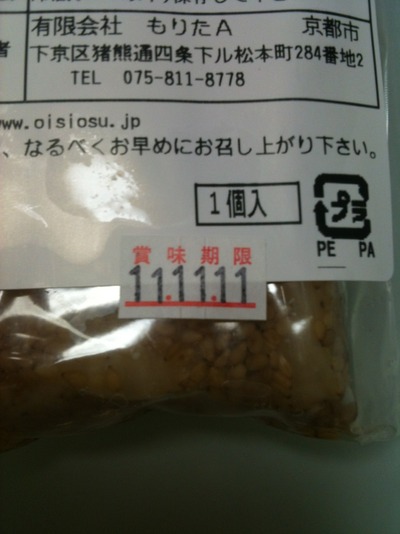 有限会社 もりたA 京都市
者 下京区猪熊通四条下ル松本町284番地2
TEL 075-811-8778
www.oisiosu.jp
、なるべくお早めにお召し上がり下さい。
1個入
プラ
PE PA
賞味期限
11.11.11